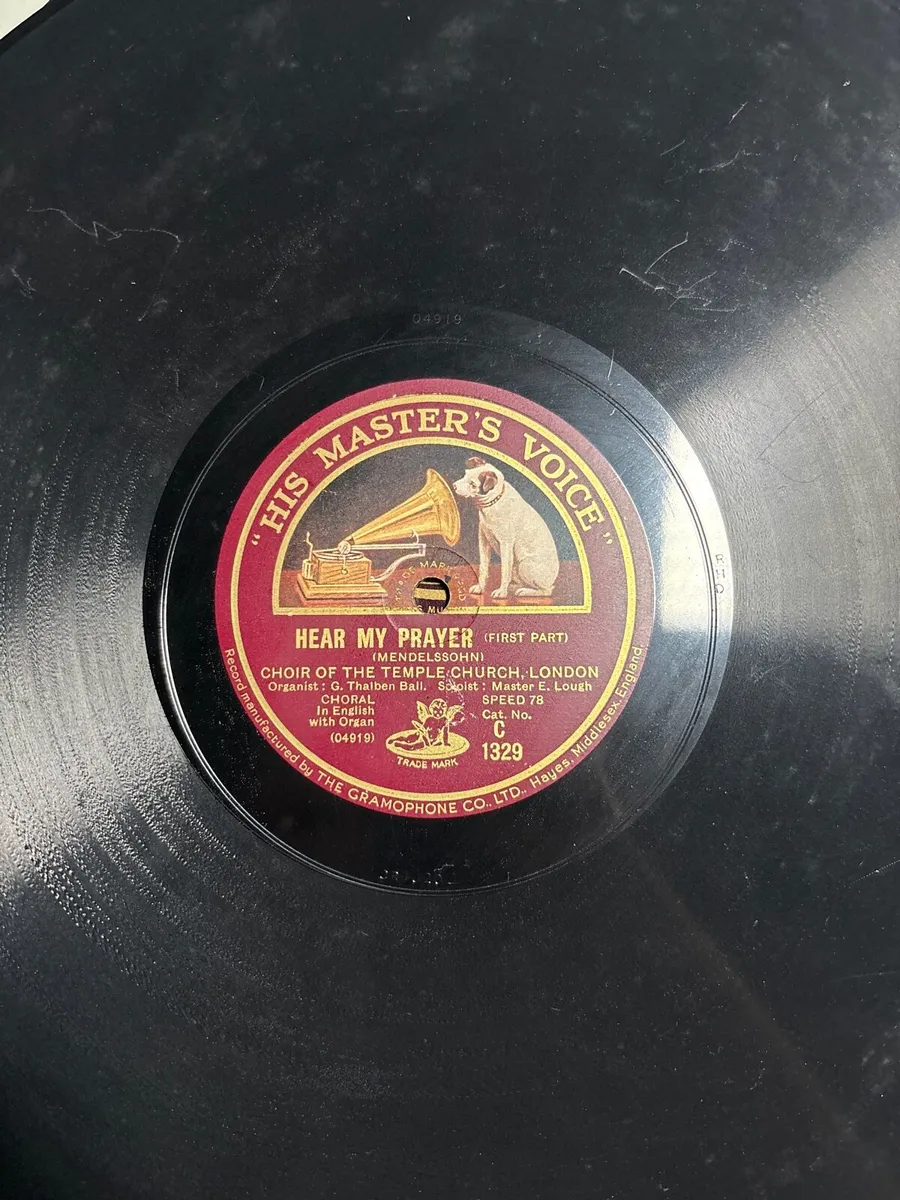 04919
"HIS MASTER'S VOICE"
TRADE MARK
HEAR MY PRAYER (FIRST PART)
(MENDELSSOHN)
CHOIR OF THE TEMPLE CHURCH, LONDON
Organist : G. Thalben Ball. Soloist : Master E. Lough
CHORAL
In English
with Organ
(04919)
SPEED 78
Cat. No.
C
1329
TRADE MARK
Record manufactured by THE GRAMOPHONE CO., LTD., Hayes, Middlesex, England.